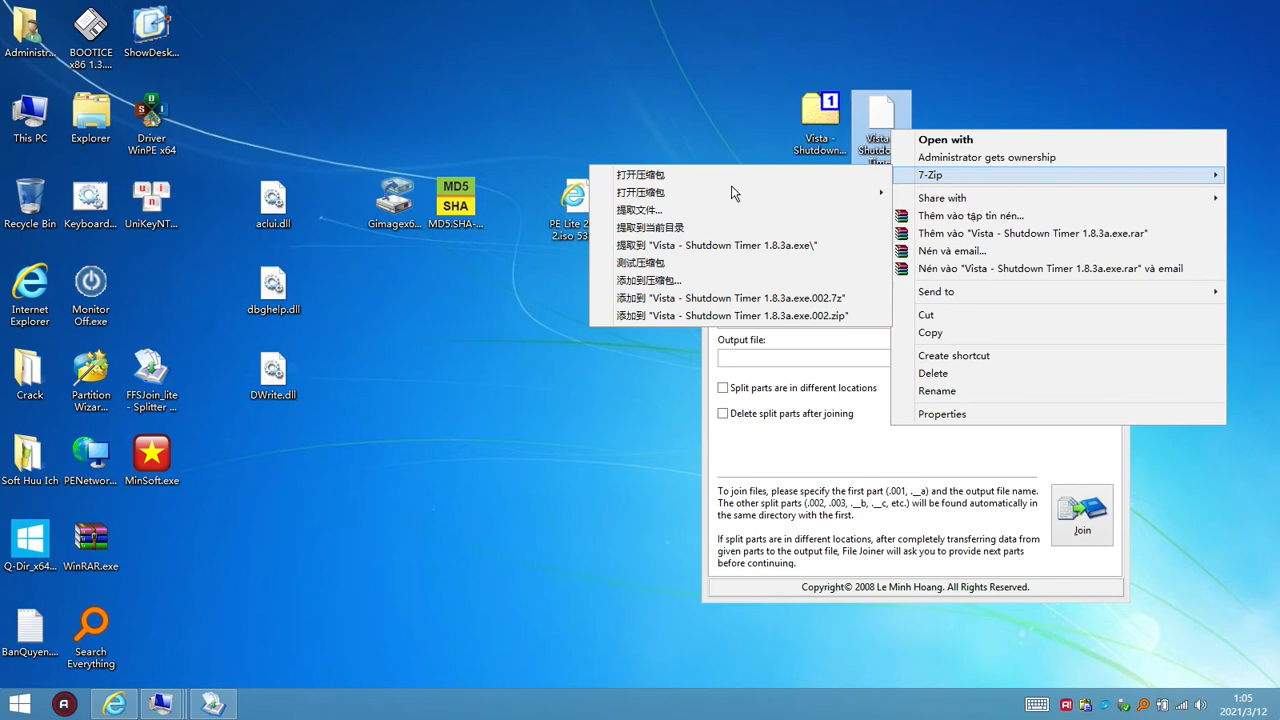 Administr...
BOOTICE
x86 1.3....
ShowDesk...
This PC
Explorer
Driver
WinPE x64
Recycle Bin
Keyboard...
UniKeyNT...
aclui.dll
Gimagex6...
MD5
SHA
MD5.SHA-...
PE Lite 2
2.iso 53
Internet
Explorer
Monitor
Off.exe
dbghelp.dll
Crack
Partition
Wizar...
FFSJoin_lite
- Splitter ...
DWrite.dll
Soft Huu Ich
PENetwor...
MinSoft.exe
Q-Dir_x64...
WinRAR.exe
BanQuyen...
Search
Everything
1
Vista -
Shutdown...
Vista
Shutdo
Open with
Administrator gets ownership
7-Zip
Share with
Thêm vào tập tin nén...
Thêm vào "Vista - Shutdown Timer 1.8.3a.exe.rar"
Nén và email...
Nén vào "Vista - Shutdown Timer 1.8.3a.exe.rar" và email
Send to
Cut
Copy
Create shortcut
Delete
Rename
Properties
打开压缩包
打开压缩包
提取文件...
提取到当前目录
提取到 "Vista - Shutdown Timer 1.8.3a.exe\"
测试压缩包
添加到压缩包...
添加到 "Vista - Shutdown Timer 1.8.3a.exe.002.7z"
添加到 "Vista - Shutdown Timer 1.8.3a.exe.002.zip"
Output file:
Split parts are in different locations
Delete split parts after joining
To join files, please specify the first part (.001, .__a) and the output file name.
The other split parts (.002, .003, .__b, .__c, etc.) will be found automatically in
the same directory with the first.
If split parts are in different locations, after completely transferring data from
given parts to the output file, File Joiner will ask you to provide next parts
before continuing.
Join
Copyright© 2008 Le Minh Hoang. All Rights Reserved.
1:05
2021/3/12